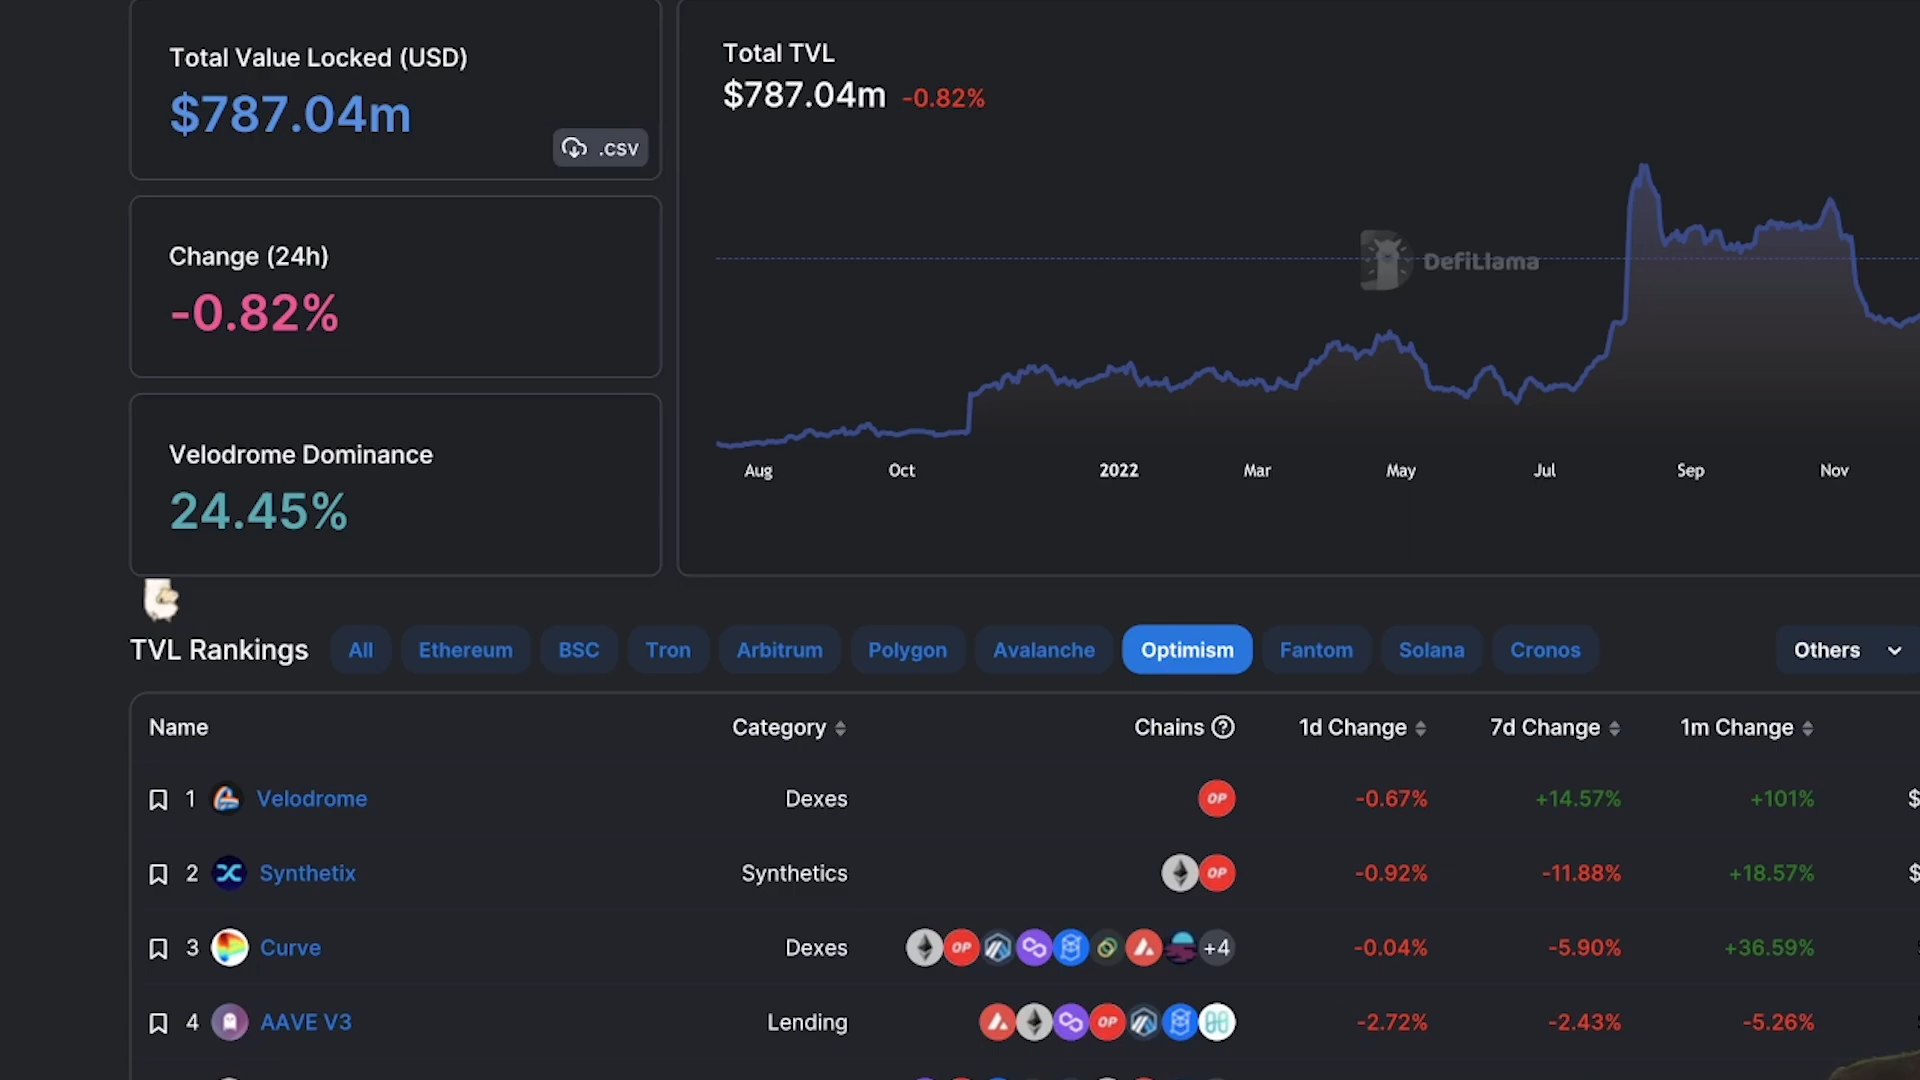 Total Value Locked (USD)
$787.04m
.csv
Change (24h)
-0.82%
Velodrome Dominance
24.45%
Total TVL
$787.04m -0.82%
DefiLlama
Aug Oct 2022 Mar May Jul Sep Nov
TVL Rankings All Ethereum BSC Tron Arbitrum Polygon Avalanche Optimism Fantom Solana Cronos Others
Name Category Chains 1d Change 7d Change 1m Change
1 Velodrome Dexes OP -0.67% +14.57% +101% $
2 Synthetix Synthetics OP -0.92% -11.88% +18.57% $
3 Curve Dexes OP +4 -0.04% -5.90% +36.59%
4 AAVE V3 Lending OP -2.72% -2.43% -5.26%